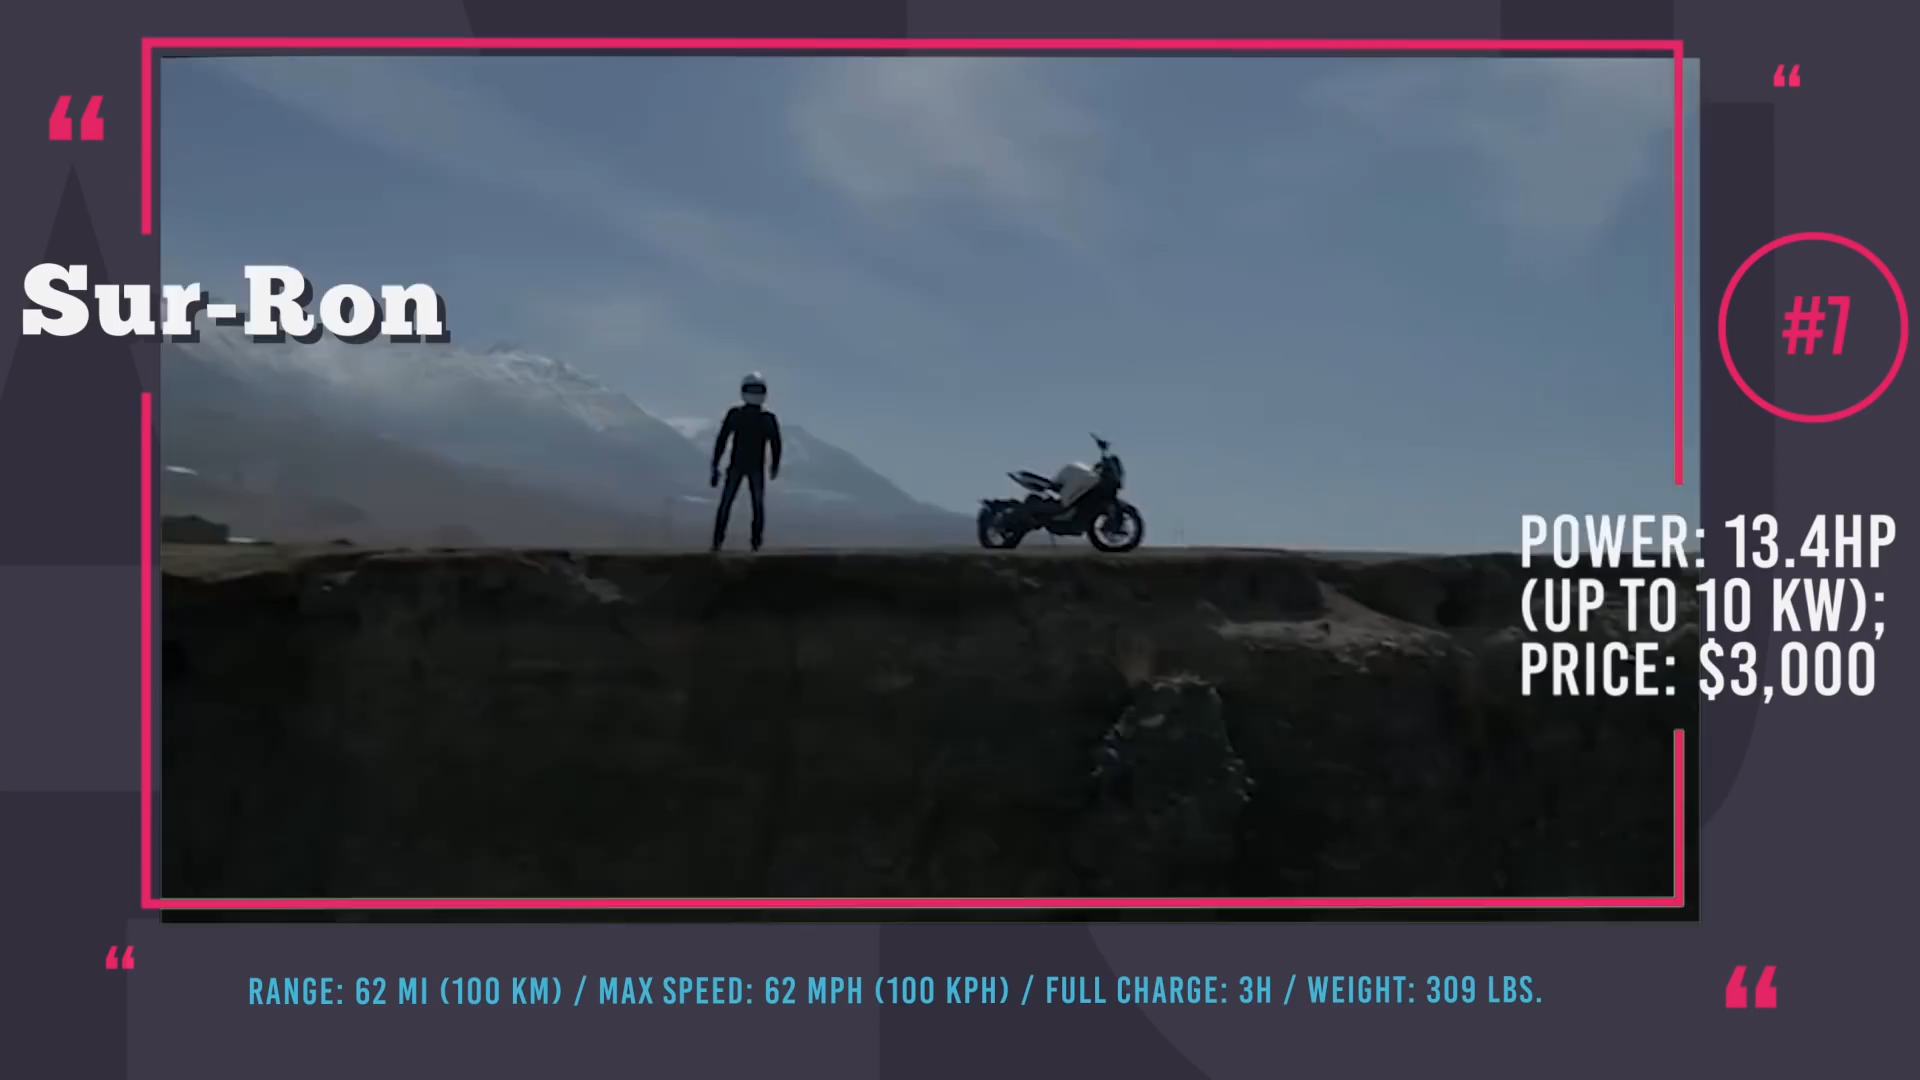 Sur-Ron
#7
POWER: 13.4HP
(UP TO 10 KW);
PRICE: $3,000
RANGE: 62 MI (100 KM) / MAX SPEED: 62 MPH (100 KPH) / FULL CHARGE: 3H / WEIGHT: 309 LBS.